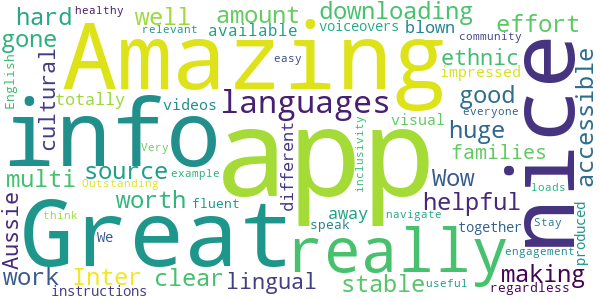 healthy
hard
well
amount
downloading
gone
relevant
available
voiceovers
blown
effort
Amazing
community
easy
ethnic
impressed
English
cultural
totally
videos
languages
good
everyone
accessible
nice
info
app
visual
huge
families
source
different
inclusivity
Wow
multi
Very
example
Aussie
Outstanding
worth
fluent
away
helpful
together
Great
really
think
We
speak
navigate
loads
Stay
produced
work
Inter
clear
lingual
stable
engagement
making
instructions
useful
regardless